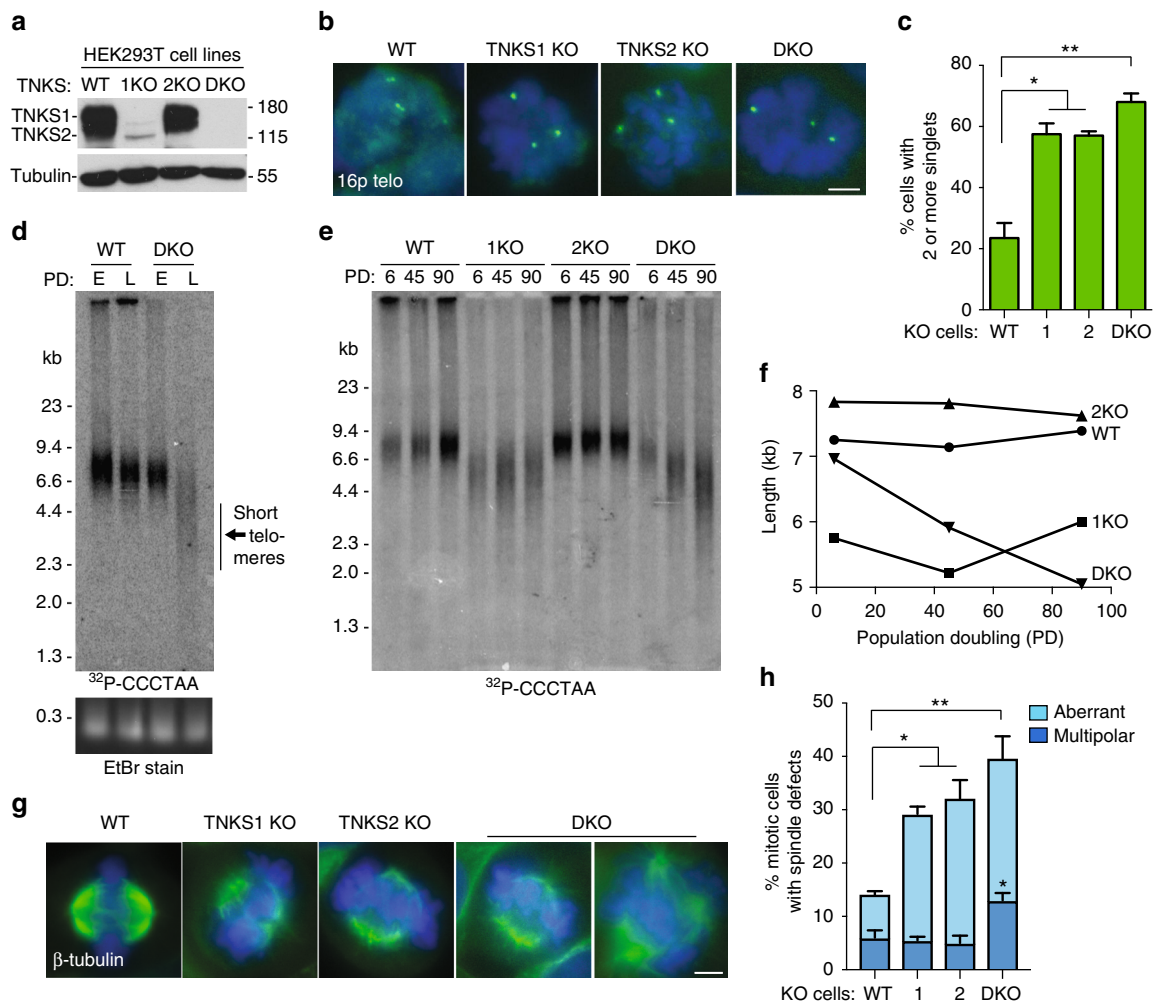 a
HEK293T cell lines
TNKS: WT 1KO 2KO DKO
TNKS1-
TNKS2-
- 180
- 115
Tubulin-
- 55
b
WT
TNKS1 KO
TNKS2 KO
DKO
16p telo
c
% cells with
2 or more singlets
80
60
40
20
0
*
**
KO cells: WT 1 2 DKO
d
WT DKO
PD: E L E L
kb
23 -
9.4 -
6.6 -
4.4 -
2.3 -
2.0 -
1.3 -
Short
telo-
meres
32P-CCCTAA
0.3 -
EtBr stain
e
WT 1KO 2KO DKO
6 45 90 6 45 90 6 45 90 6 45 90
kb
23 -
9.4 -
6.6 -
4.4 -
2.3 -
2.0 -
1.3 -
32P-CCCTAA
f
Length (kb)
8
7
6
5
2KO
WT
1KO
DKO
0 20 40 60 80 100
Population doubling (PD)
g
WT
TNKS1 KO
TNKS2 KO
DKO
β-tubulin
h
% mitotic cells
with spindle defects
50
40
30
20
10
0
**
*
*
Aberrant
Multipolar
KO cells: WT 1 2 DKO